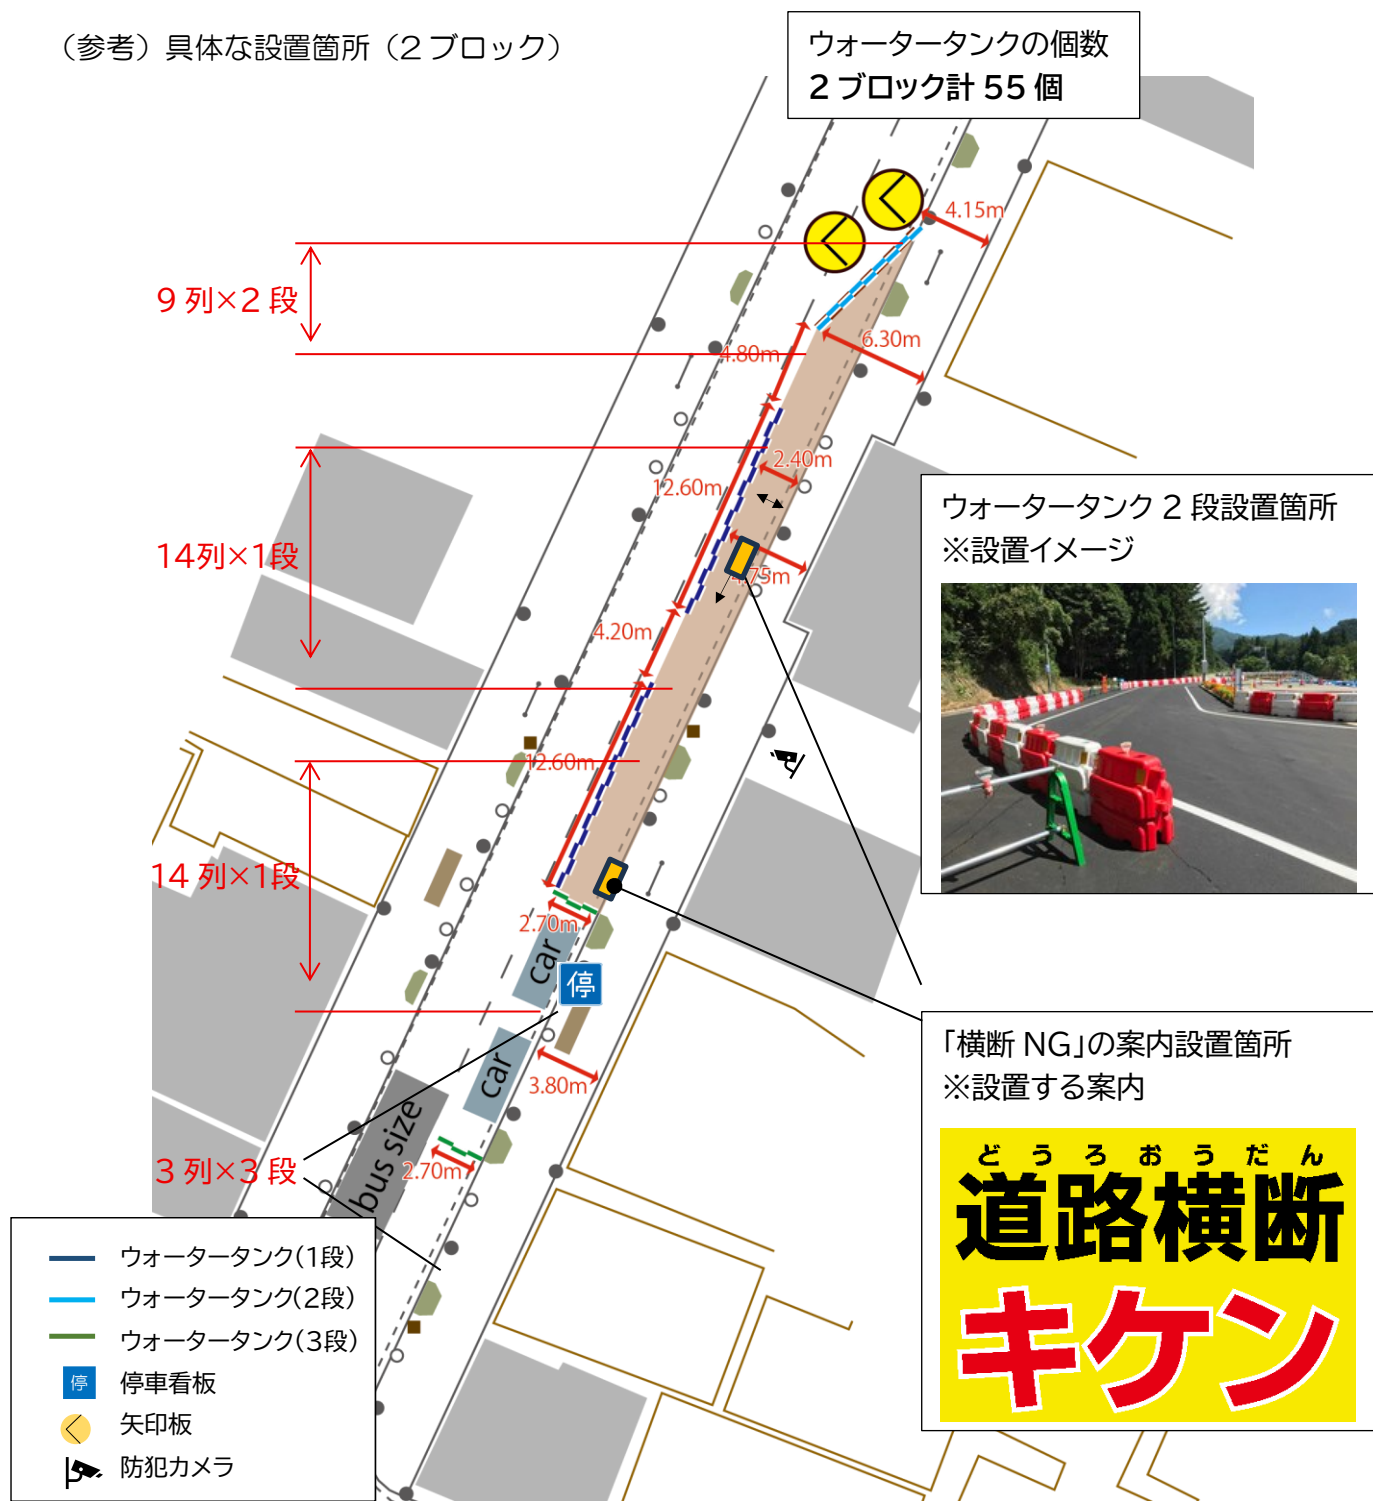 （参考）具体な設置箇所（2 ブロック）
ウォータータンクの個数
2 ブロック計 55 個
4.15m
9 列×2 段
6.30m
4.80m
2.40m
12.60m
14列×1段
4.75m
4.20m
12.60m
14 列×1段
2.70m
car
停
car
3.80m
bus size
2.70m
3 列×3 段
ウォータータンク 2 段設置箇所
※設置イメージ
「横断 NG」の案内設置箇所
※設置する案内
どうろおうだん
道路横断
キケン
ウォータータンク(1段)
ウォータータンク(2段)
ウォータータンク(3段)
停 停車看板
矢印板
防犯カメラ